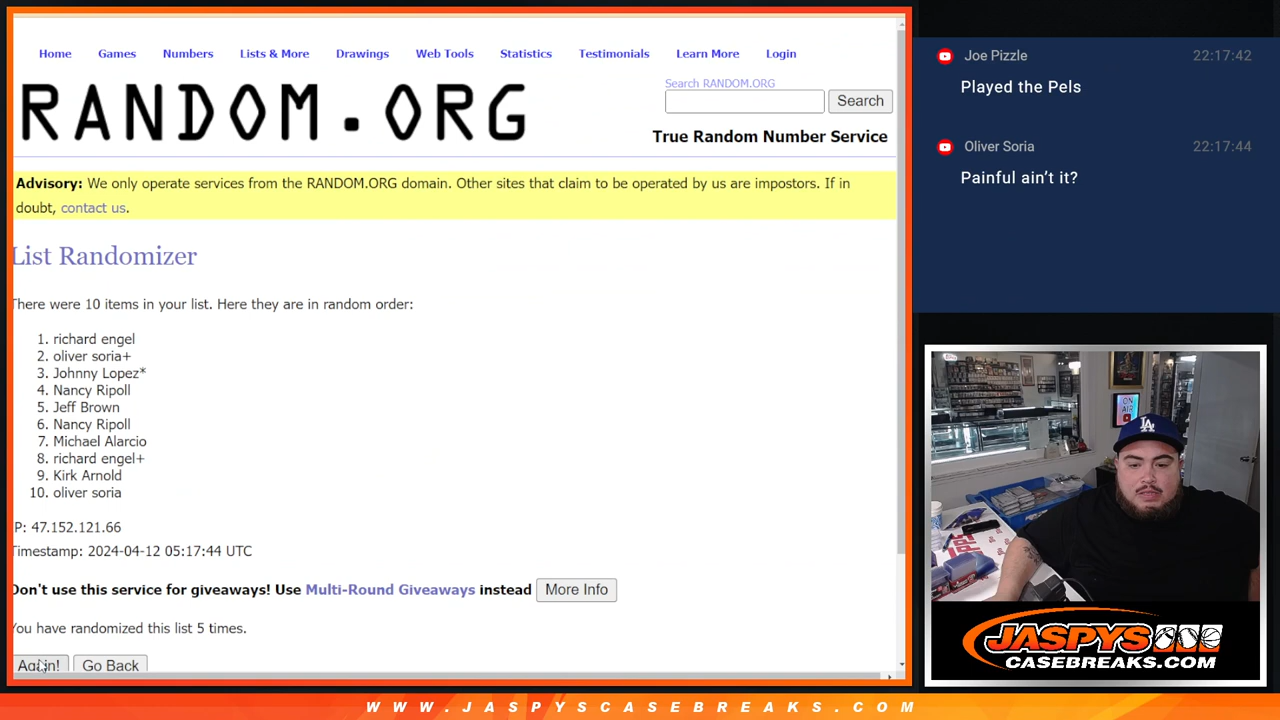 Home Games Numbers Lists & More Drawings Web Tools Statistics Testimonials Learn More Login
RANDOM.ORG
Search RANDOM.ORG
Search
True Random Number Service
Advisory: We only operate services from the RANDOM.ORG domain. Other sites that claim to be operated by us are impostors. If in
doubt, contact us.
List Randomizer
There were 10 items in your list. Here they are in random order:
1. richard engel
2. oliver soria+
3. Johnny Lopez*
4. Nancy Ripoll
5. Jeff Brown
6. Nancy Ripoll
7. Michael Alarcio
8. richard engel+
9. Kirk Arnold
10. oliver soria
IP: 47.152.121.66
Timestamp: 2024-04-12 05:17:44 UTC
Don't use this service for giveaways! Use Multi-Round Giveaways instead More Info
You have randomized this list 5 times.
Again! Go Back
Joe Pizzle 22:17:42
Played the Pels
Oliver Soria 22:17:44
Painful ain't it?
ON
AIR
LA
JASPYS
CASEBREAKS.COM
WWW.JASPYSCASEBREAKS.COM